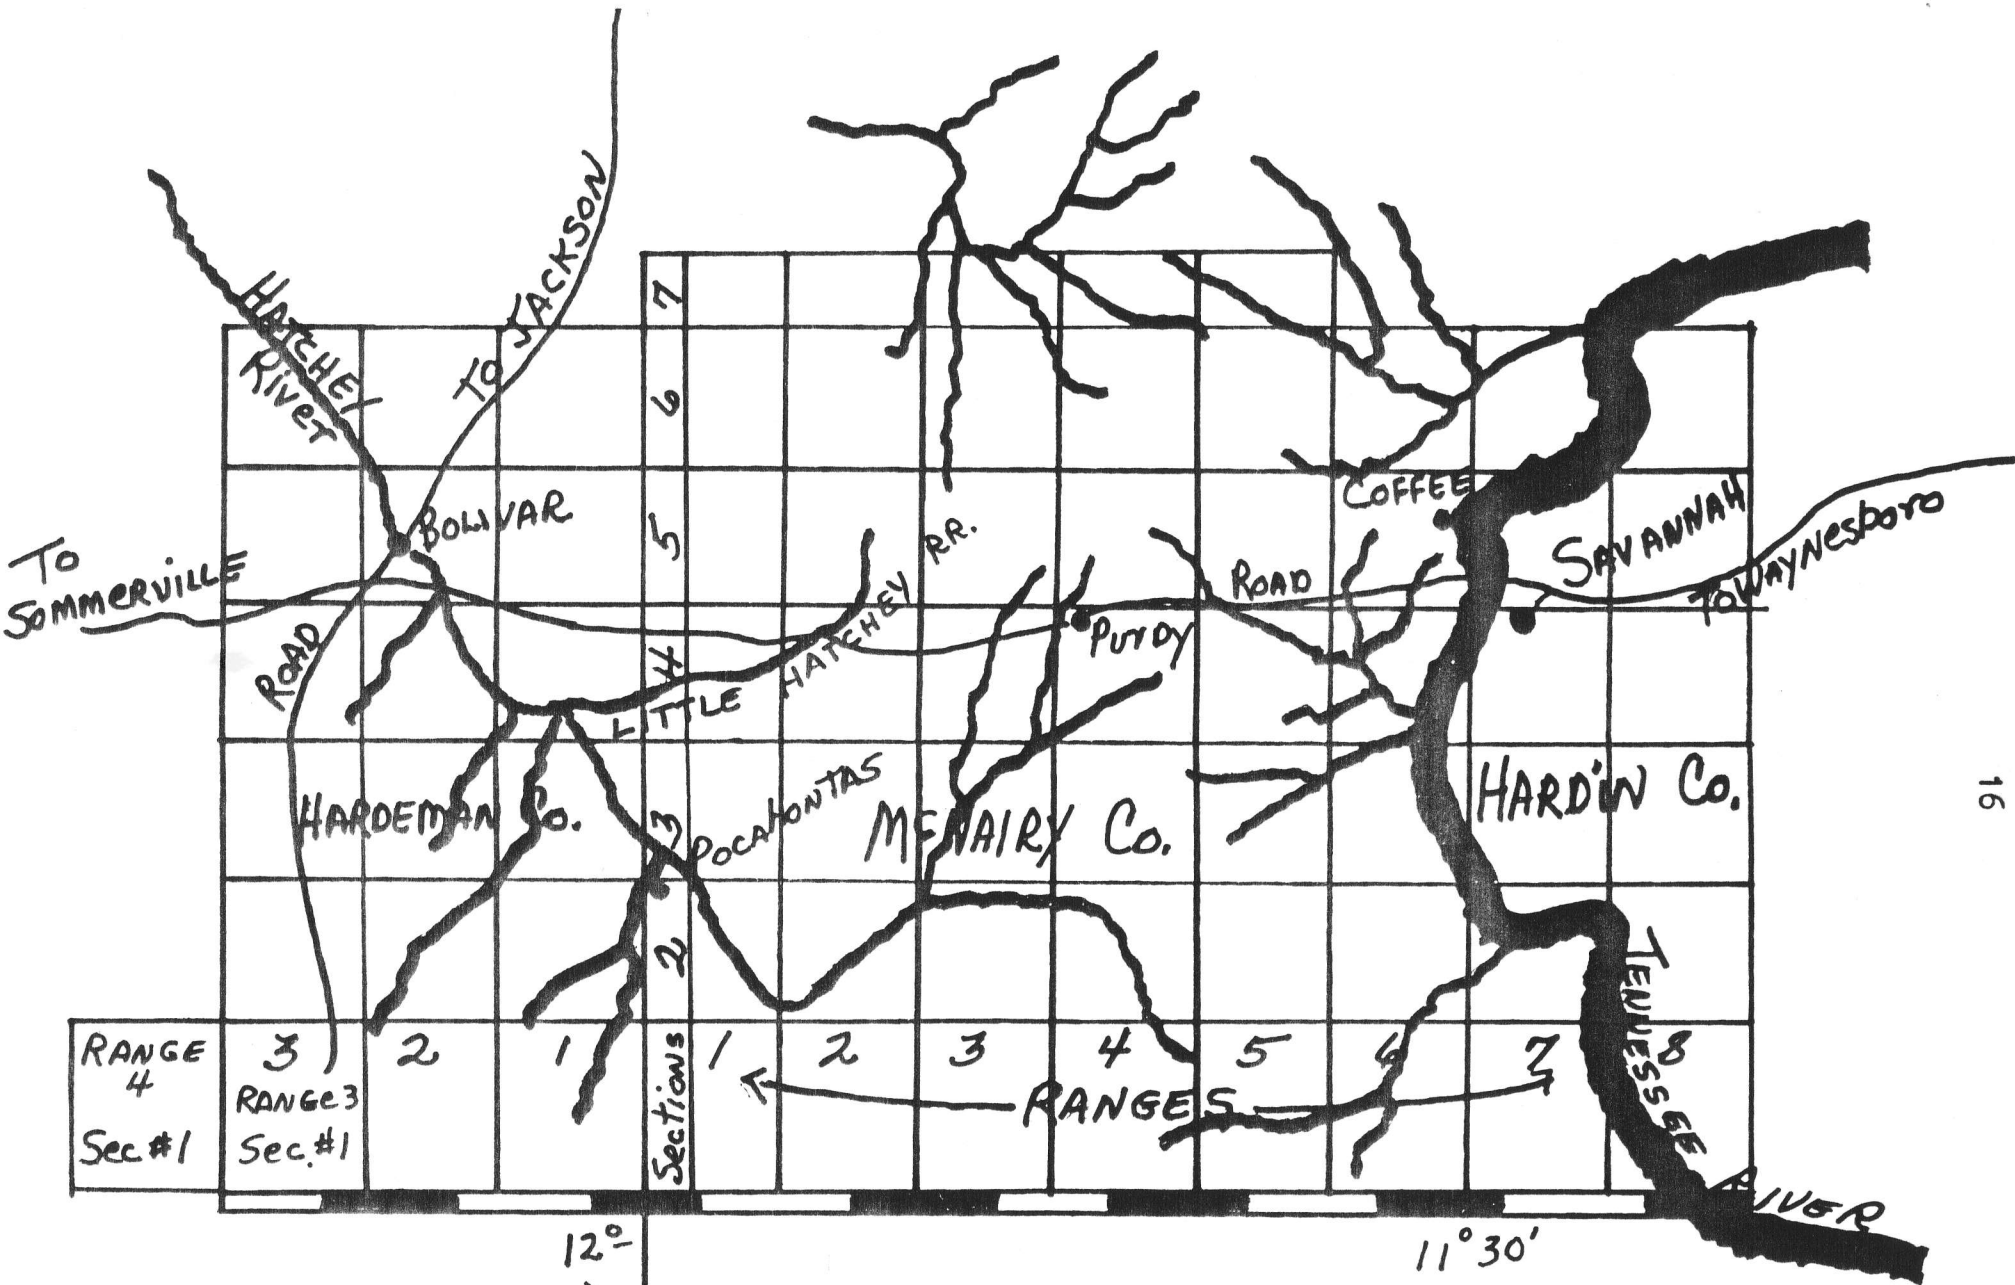 TO JACKSON
HATCHEY
River
7
6
5
4
3
2
Sections
BOLIVAR
COFFEE
TO
SOMMERVILLE
ROAD
LITTLE HATCHEY RR.
ROAD
SAVANNAH
TO WAYNESBORO
PURDY
HARDEMAN Co.
POCAHONTAS
McNAIRY Co.
HARDIN Co.
16
RANGE
4
Sec #1
3
2
1
1
2
3
4
5
6
7
8
RANGE 3
Sec. #1
RANGES
TENNESSEE
RIVER
12°
11°30'